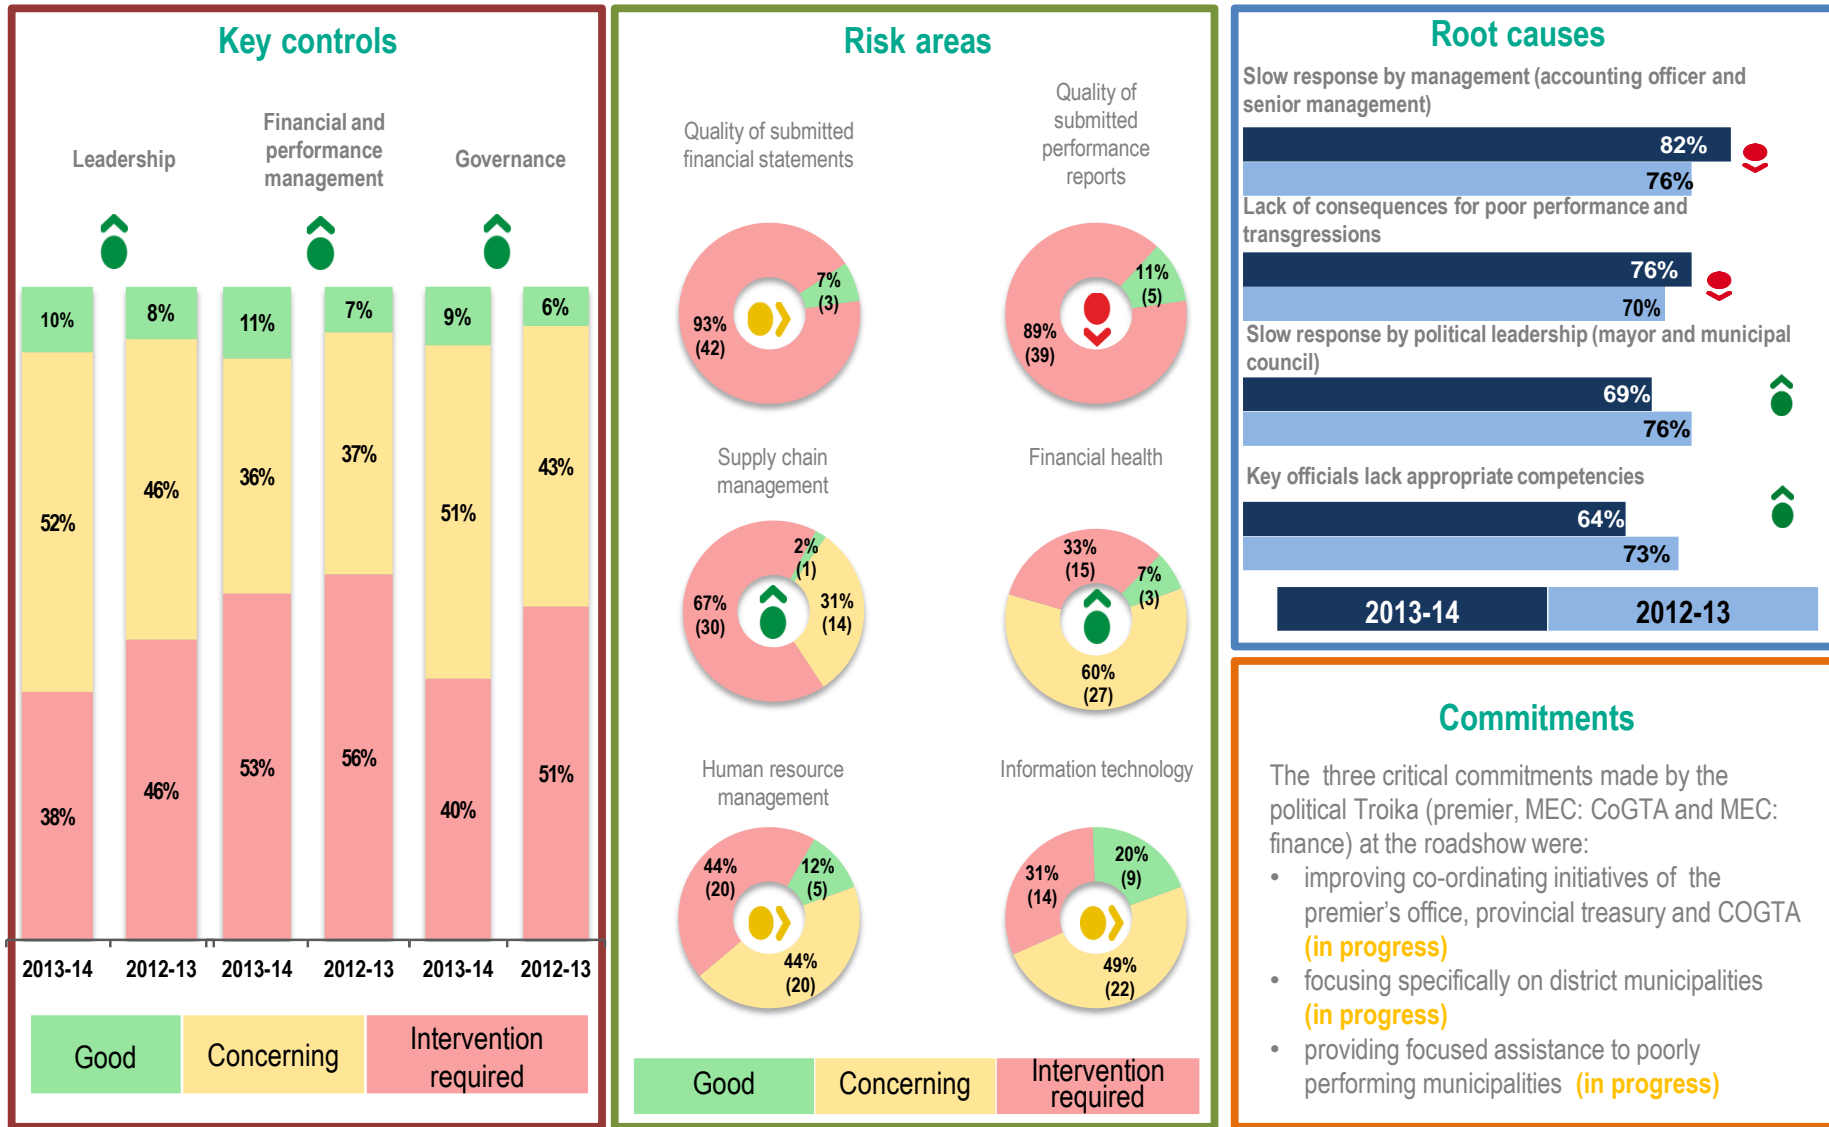 Key controls
Leadership
Financial and
performance
management
Governance
10%
8%
11%
7%
9%
6%
52%
46%
36%
37%
51%
43%
38%
46%
53%
56%
40%
51%
2013-14
2012-13
2013-14
2012-13
2013-14
2012-13
Good
Concerning
Intervention
required
Risk areas
Quality of submitted
financial statements
7%
(3)
93%
(42)
Quality of
submitted
performance
reports
11%
(5)
89%
(39)
Supply chain
management
2%
(1)
67%
(30)
31%
(14)
Financial health
33%
(15)
7%
(3)
60%
(27)
Human resource
management
44%
(20)
12%
(5)
44%
(20)
Information technology
20%
(9)
31%
(14)
49%
(22)
Good
Concerning
Intervention
required
Root causes
Slow response by management (accounting officer and
senior management)
82%
76%
Lack of consequences for poor performance and
transgressions
76%
70%
Slow response by political leadership (mayor and municipal
council)
69%
76%
Key officials lack appropriate competencies
64%
73%
2013-14
2012-13
Commitments
The three critical commitments made by the
political Troika (premier, MEC: CoGTA and MEC:
finance) at the roadshow were:
• improving co-ordinating initiatives of the
premier's office, provincial treasury and COGTA
(in progress)
• focusing specifically on district municipalities
(in progress)
• providing focused assistance to poorly
performing municipalities (in progress)